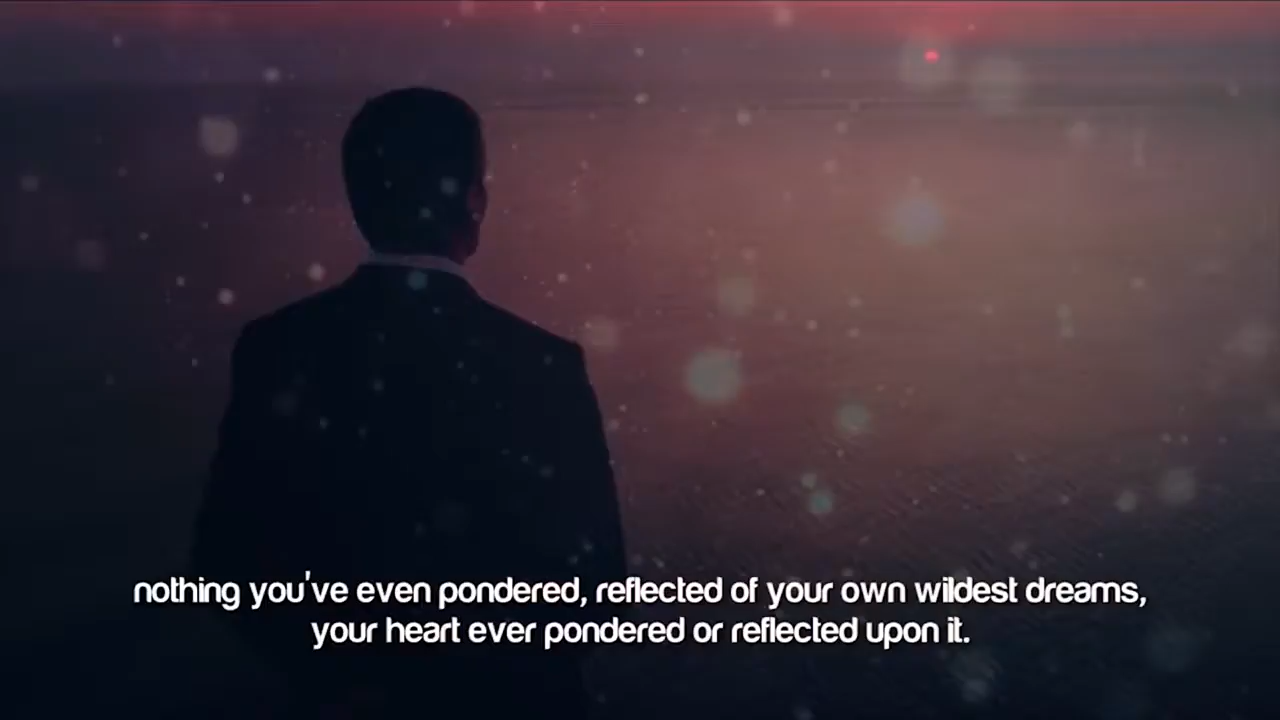 nothing you've even pondered, reflected of your own wildest dreams,
your heart ever pondered or reflected upon it.